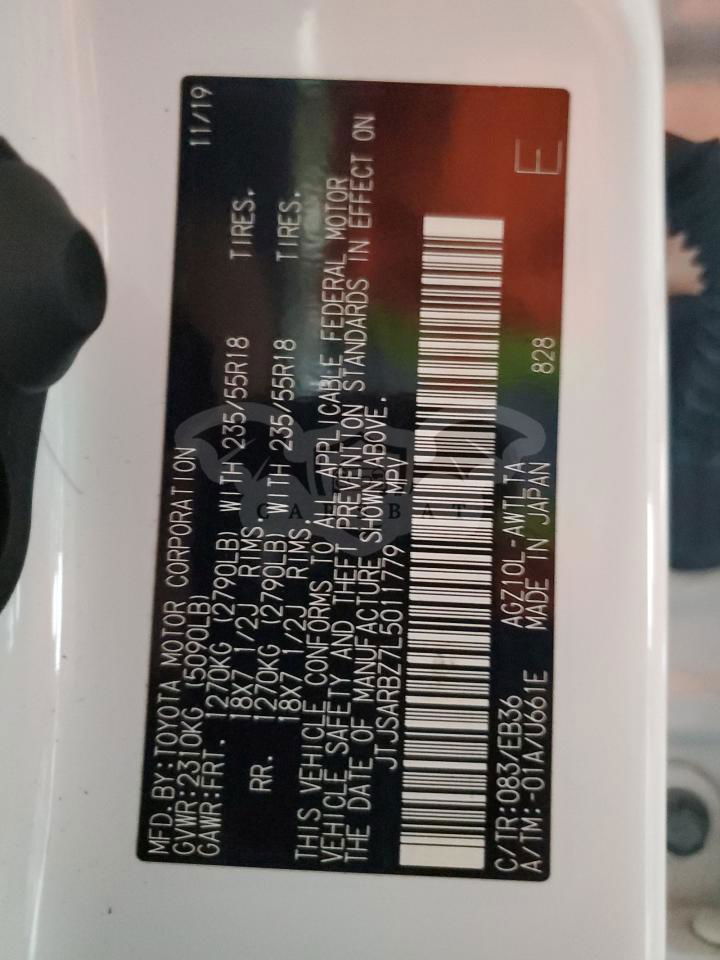 MFD.BY:TOYOTA MOTOR CORPORATION 11/19
GVWR:2310KG (5090LB)
GAWR:FRT. 1270KG (2790LB) WITH 235/55R18 TIRES.
18X7 1/2J RIMS.
RR. 1270KG (2790LB) WITH 235/55R18 TIRES.
18X7 1/2J RIMS.
THIS VEHICLE CONFORMS TO ALL APPLICABLE FEDERAL MOTOR
VEHICLE SAFETY AND THEFT PREVENTION STANDARDS IN EFFECT ON
THE DATE OF MANUFACTURE SHOWN ABOVE.
JTJSARBZ7L5011779 MPV
C/TR:083/EB36 AGZ10L-AWTLTA
A/TM:-01A/U661E MADE IN JAPAN 828
E